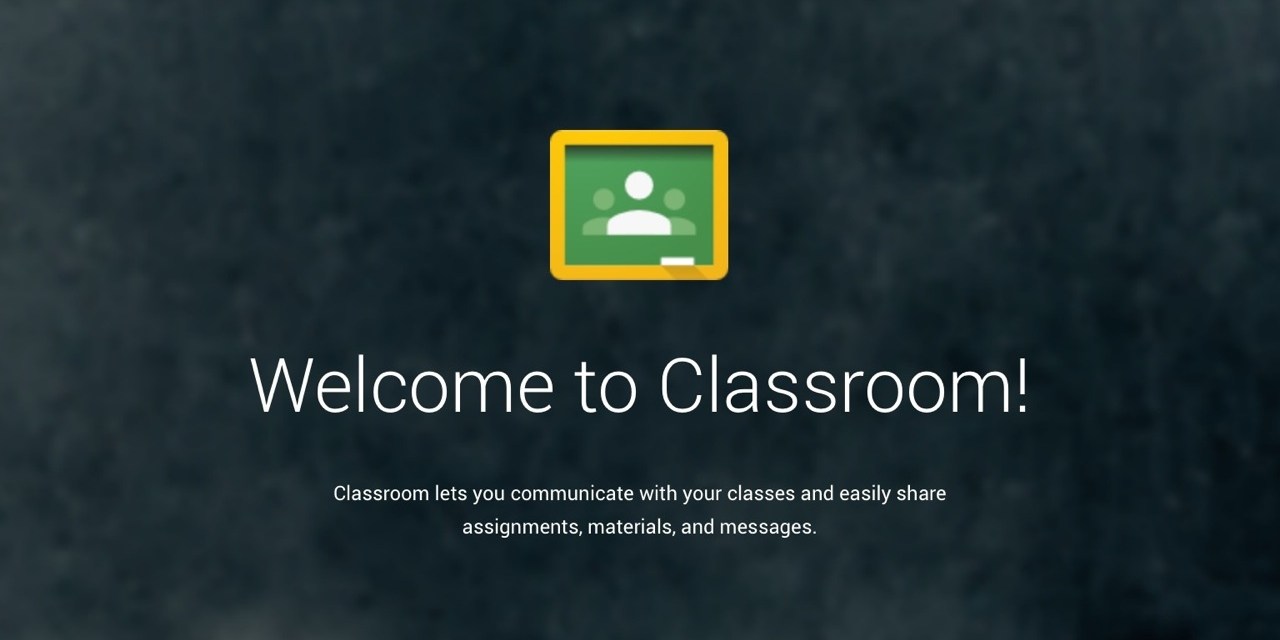 Welcome to Classroom!
Classroom lets you communicate with your classes and easily share
assignments, materials, and messages.